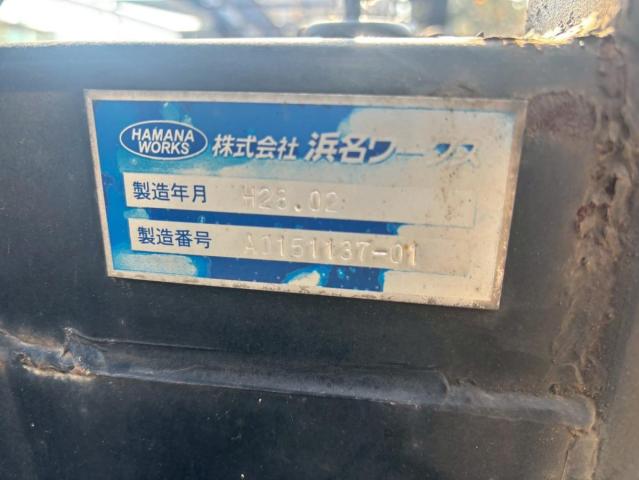 HAMANA
WORKS
株式会社 浜名ワークス
製造年月 H28.02
製造番号 A0151137-01